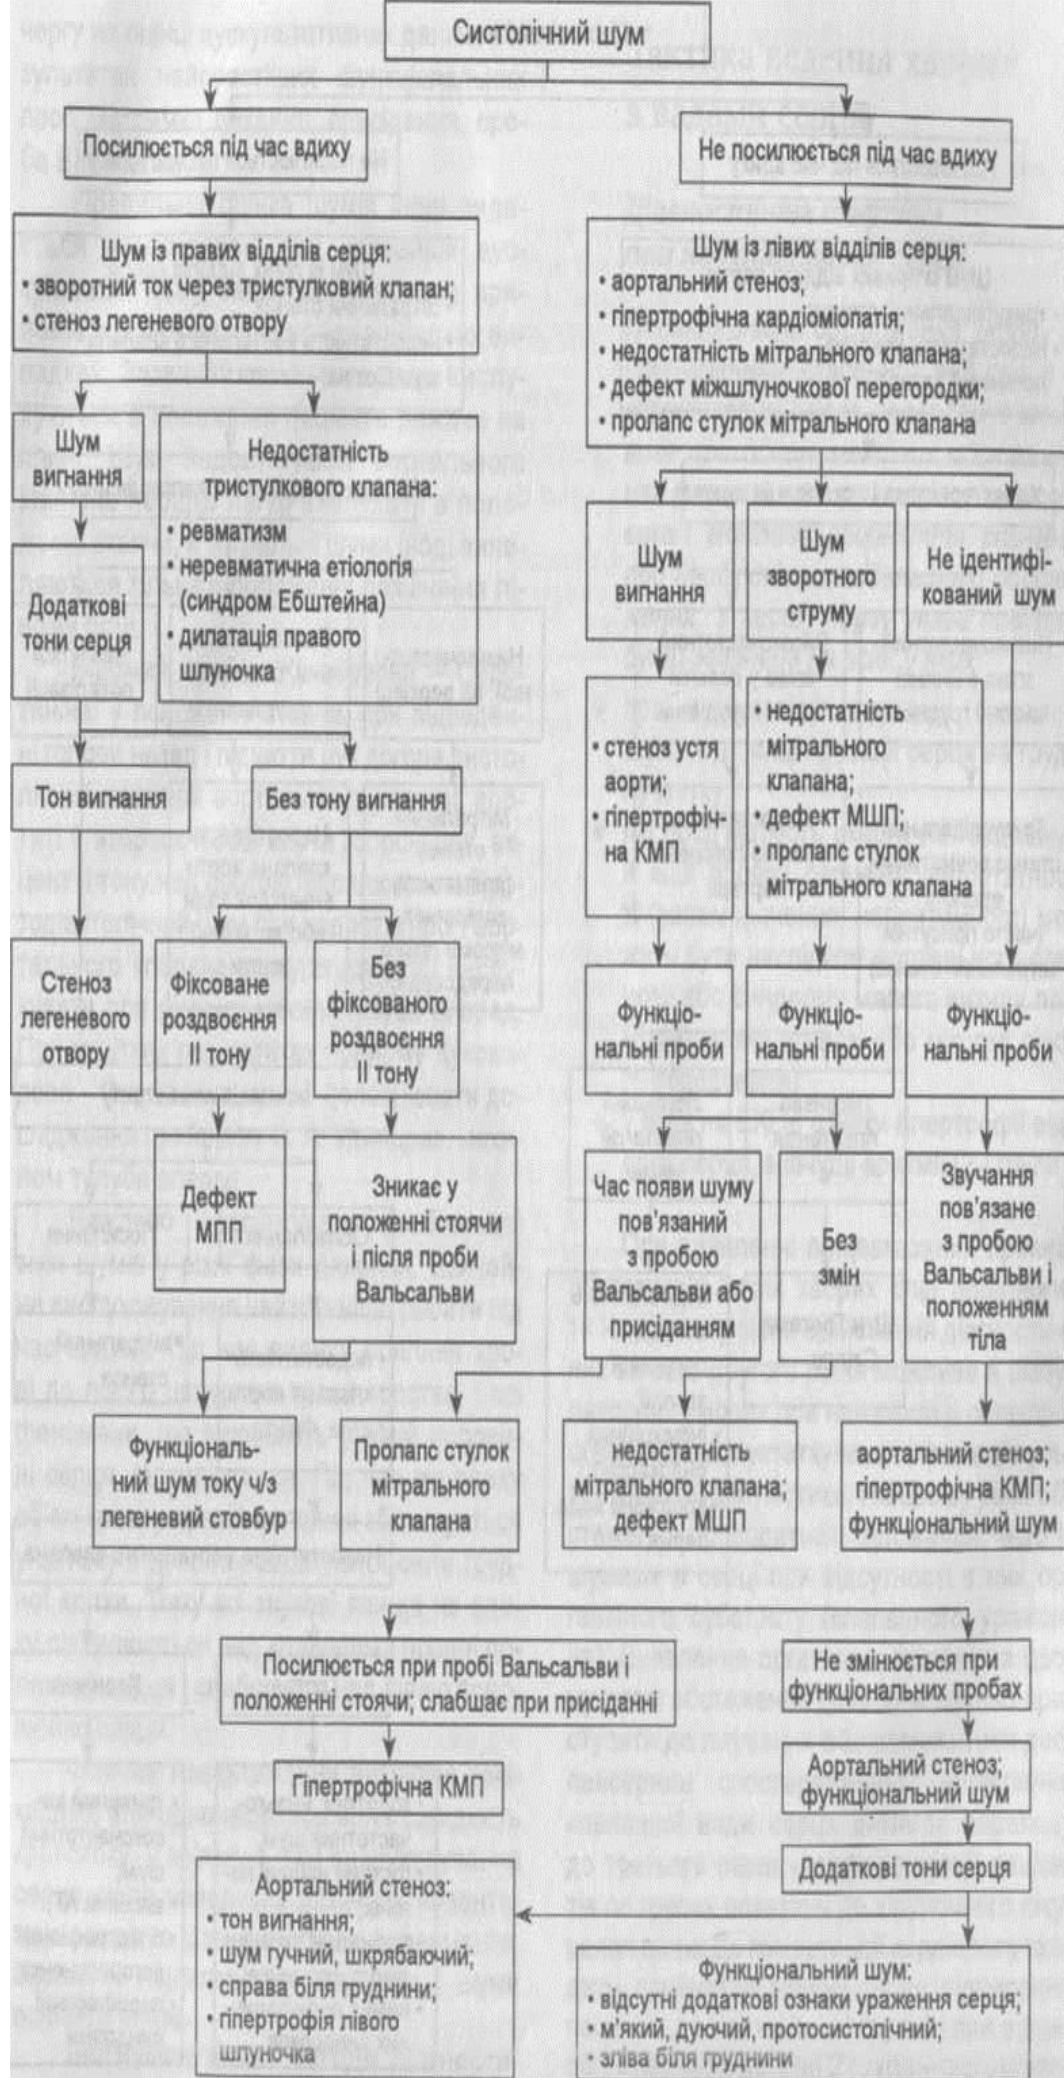 Систолічний шум
Посилюється під час вдиху
Не посилюється під час вдиху
Шум із правих відділів серця:
• зворотний ток через тристулковий клапан;
• стеноз легеневого отвору
Шум із лівих відділів серця:
• аортальний стеноз;
• гіпертрофічна кардіоміопатія;
• недостатність мітрального клапана;
• дефект міжшлуночкової перегородки;
• пролапс стулок мітрального клапана
Шум
вигнання
Недостатність
тристулкового клапана:
• ревматизм
• неревматична етіологія
(синдром Ебштейна)
• дилатація правого
шлуночка
Шум
вигнання
Шум
зворотного
струму
Не ідентифі-
кований шум
Додаткові
тони серця
• стеноз устя
аорти;
• гіпертрофіч-
на КМП
• недостатність
мітрального
клапана;
• дефект МШП;
• пролапс стулок
мітрального клапана
Тон вигнання
Без тону вигнання
Стеноз
легеневого
отвору
Фіксоване
роздвоєння
II тону
Без
фіксованого
роздвоєння
II тону
Функціо-
нальні проби
Функціо-
нальні проби
Функціо-
нальні проби
Дефект
МПП
Зникає у
положенні стоячи
і після проби
Вальсальви
Час появи шуму
пов'язаний
з пробою
Вальсальви або
присіданням
Без
змін
Звучання
пов'язане
з пробою
Вальсальви і
положенням
тіла
Функціональ-
ний шум току ч/з
легеневий стовбур
Пролапс стулок
мітрального
клапана
недостатність
мітрального клапана;
дефект МШП
аортальний стеноз;
гіпертрофічна КМП;
функціональний шум
Посилюється при пробі Вальсальви і
положенні стоячи; слабшає при присіданні
Не змінюється при
функціональних пробах
Гіпертрофічна КМП
Аортальний стеноз;
функціональний шум
Додаткові тони серця
Аортальний стеноз:
• тон вигнання;
• шум гучний, шкрябаючий;
• справа біля груднини;
• гіпертрофія лівого
шлуночка
Функціональний шум:
• відсутні додаткові ознаки ураження серця;
• м'який, дуючий, протосистолічний;
• зліва біля груднини